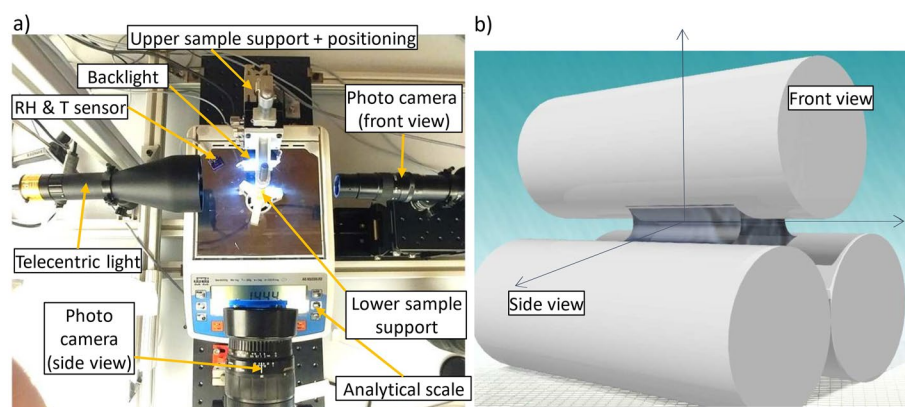 a)
b)
Upper sample support + positioning
Backlight
Photo camera
(front view)
RH & T sensor
Front view
Telecentric light
Side view
Photo
camera
(side view)
Lower sample
support
Analytical scale